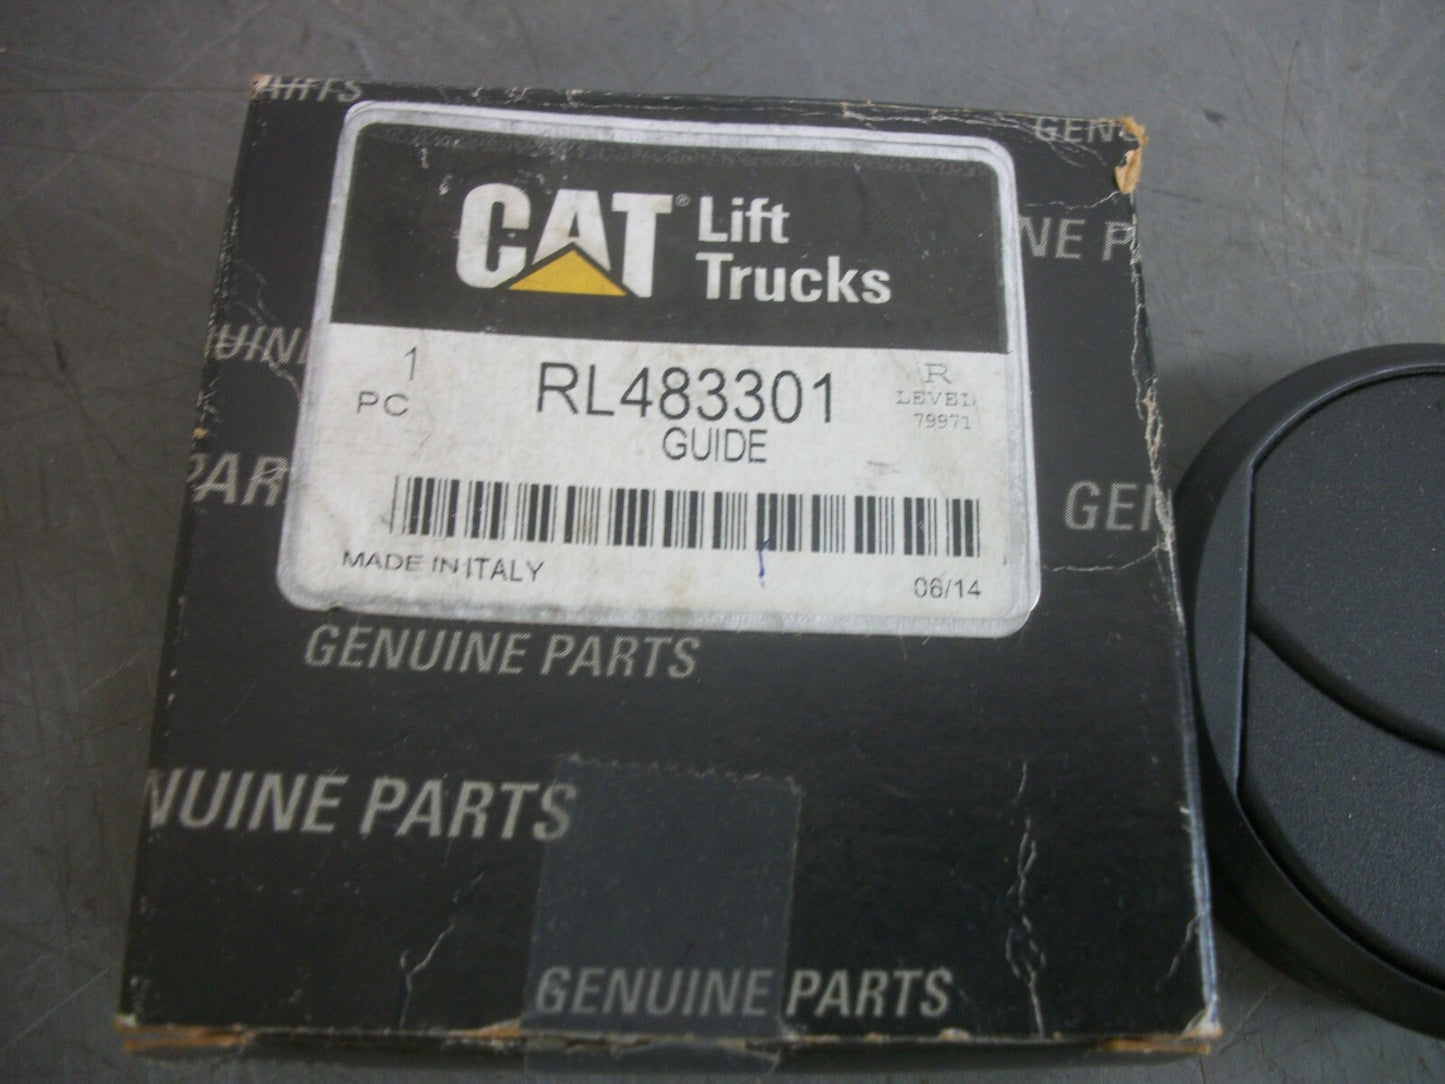 PARTS
GENU
CAT® Lift
Trucks
NE P
UINE
1
PC
RL483301
GUIDE
R
LEVEL
79971
PAR
GEN
MADE IN ITALY
06/14
GENUINE PARTS
NUINE PARTS
GENUINE PARTS